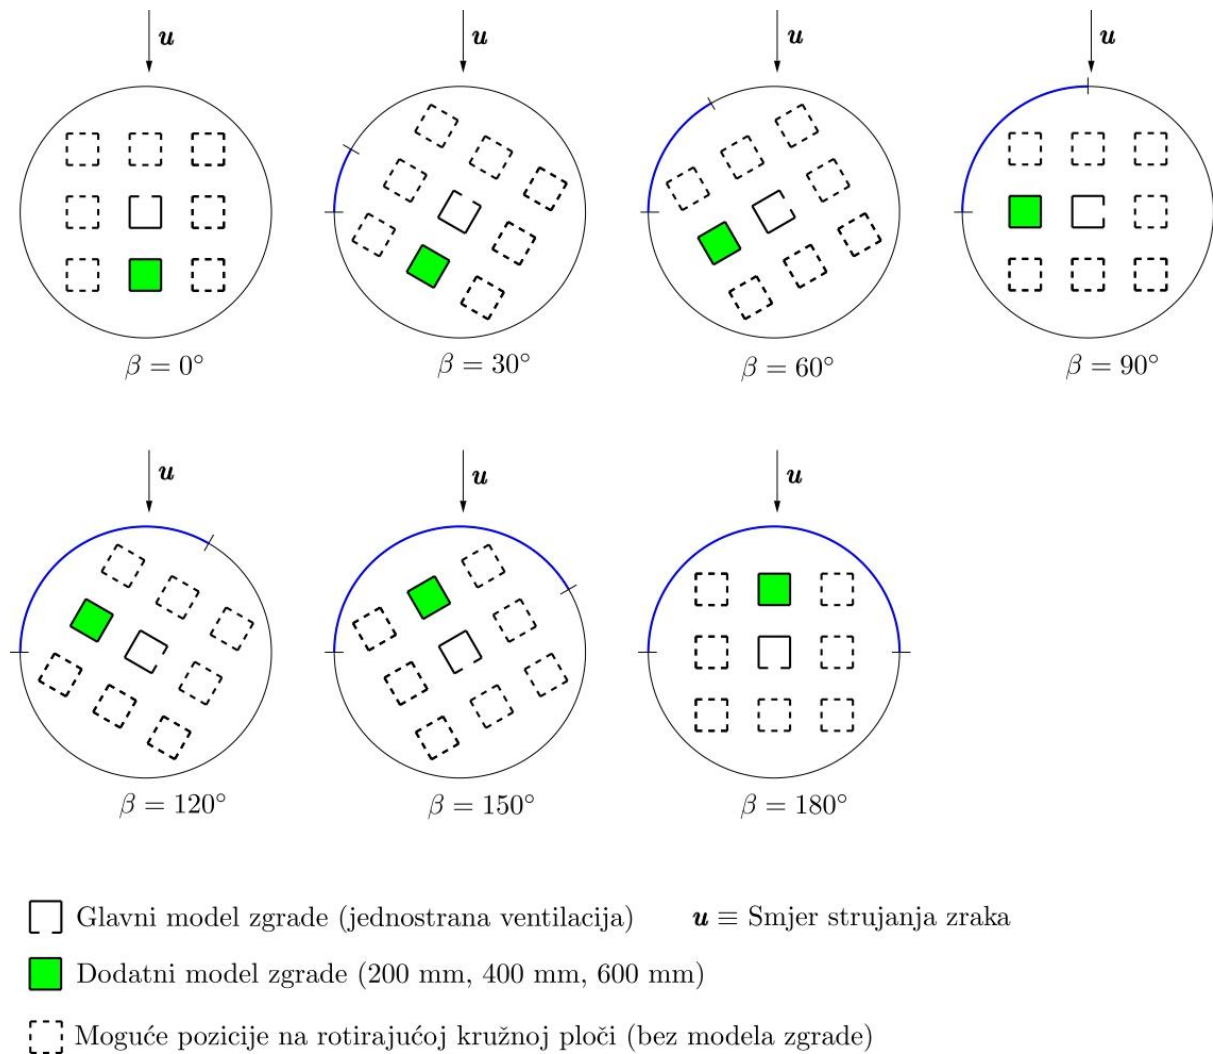 u u u u
β = 0° β = 30° β = 60° β = 90°
u u u
β = 120° β = 150° β = 180°
Glavni model zgrade (jednostrana ventilacija) u ≡ Smjer strujanja zraka
Dodatni model zgrade (200 mm, 400 mm, 600 mm)
Moguće pozicije na rotirajućoj kružnoj ploči (bez modela zgrade)